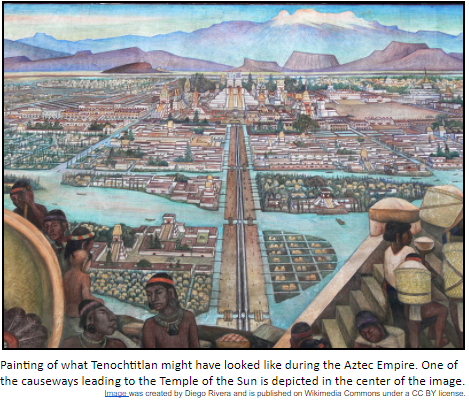 Painting of what Tenochtitlan might have looked like during the Aztec Empire. One of
the causeways leading to the Temple of the Sun is depicted in the center of the image.
Image was created by Diego Rivera and is published on Wikimedia Commons under a CC BY license.